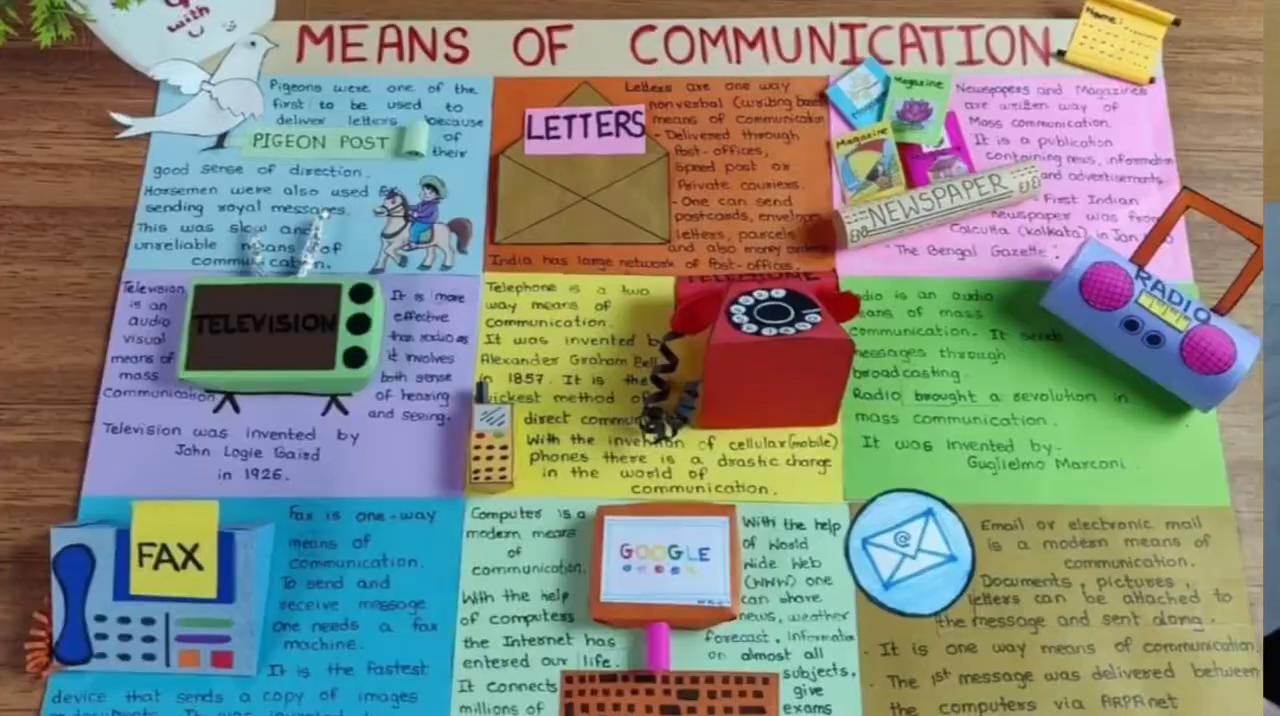 with
MEANS OF COMMUNICATION
Name:
Pigeons were one of the
first to be used to
deliver letters because
PIGEON POST
of
their
good sense of direction.
Horsemen were also used for
sending royal messages.
This was slow and
unreliable means of
communication.
LETTERS
Letters are one way
nonverbal (writing based
means of communication
- Delivered through
Post-offices,
Speed post or
Private couriers.
- One can send
postcards, envelop
letters, parcels
and also money orders
India has large network of Post-offices.
Magazine
Magazine
NEWSPAPER
Newspapers and Magazines
are written way of
Mass communication.
It is a publication
containing news, information
and advertisements.
First Indian
Newspaper was from
Calcutta (Kolkata) in Jan
"The Bengal Gazette".
Television
is an
audio
visual
means of
mass
Communication
TELEVISION
It is more
effective
than radio as
it involves
both sense
of hearing
and seeing.
Television was invented by
John Logie Baird
in 1926.
TELEPHONE
Telephone is a two
way means of
Communication.
It was invented by
Alexander Graham Bell
in 1857. It is the
uickest method of
direct commun
With the invention of cellular(mobile)
phones there is a drastic change
in the world of
communication.
RADIO
dio is an audio
eans of mass
communication. It sends
messages through
broadcasting.
Radio brought a revolution in
mass communication.
It was invented by-
Guglielmo Marconi.
FAX
Fax is one-way
means of
communication.
To send and
receive message
one needs a fax
machine.
It is the fastest
device that sends a copy of images
Computer is a
modern means
of
communication.
With the help
of computers
the Internet has
entered our life.
It connects
millions of
GOOGLE
With the help
of World
Wide Web
(WWW) one
can share
news, weather
forecast, informatio
on almost all
subjects,
give
exams
@
Email or electronic mail
is a modern means of
communication.
Documents, pictures,
letters can be attached to
the message and sent along.
- It is one way means of communication.
- The 1st message was delivered between
the computers via ARPAnet